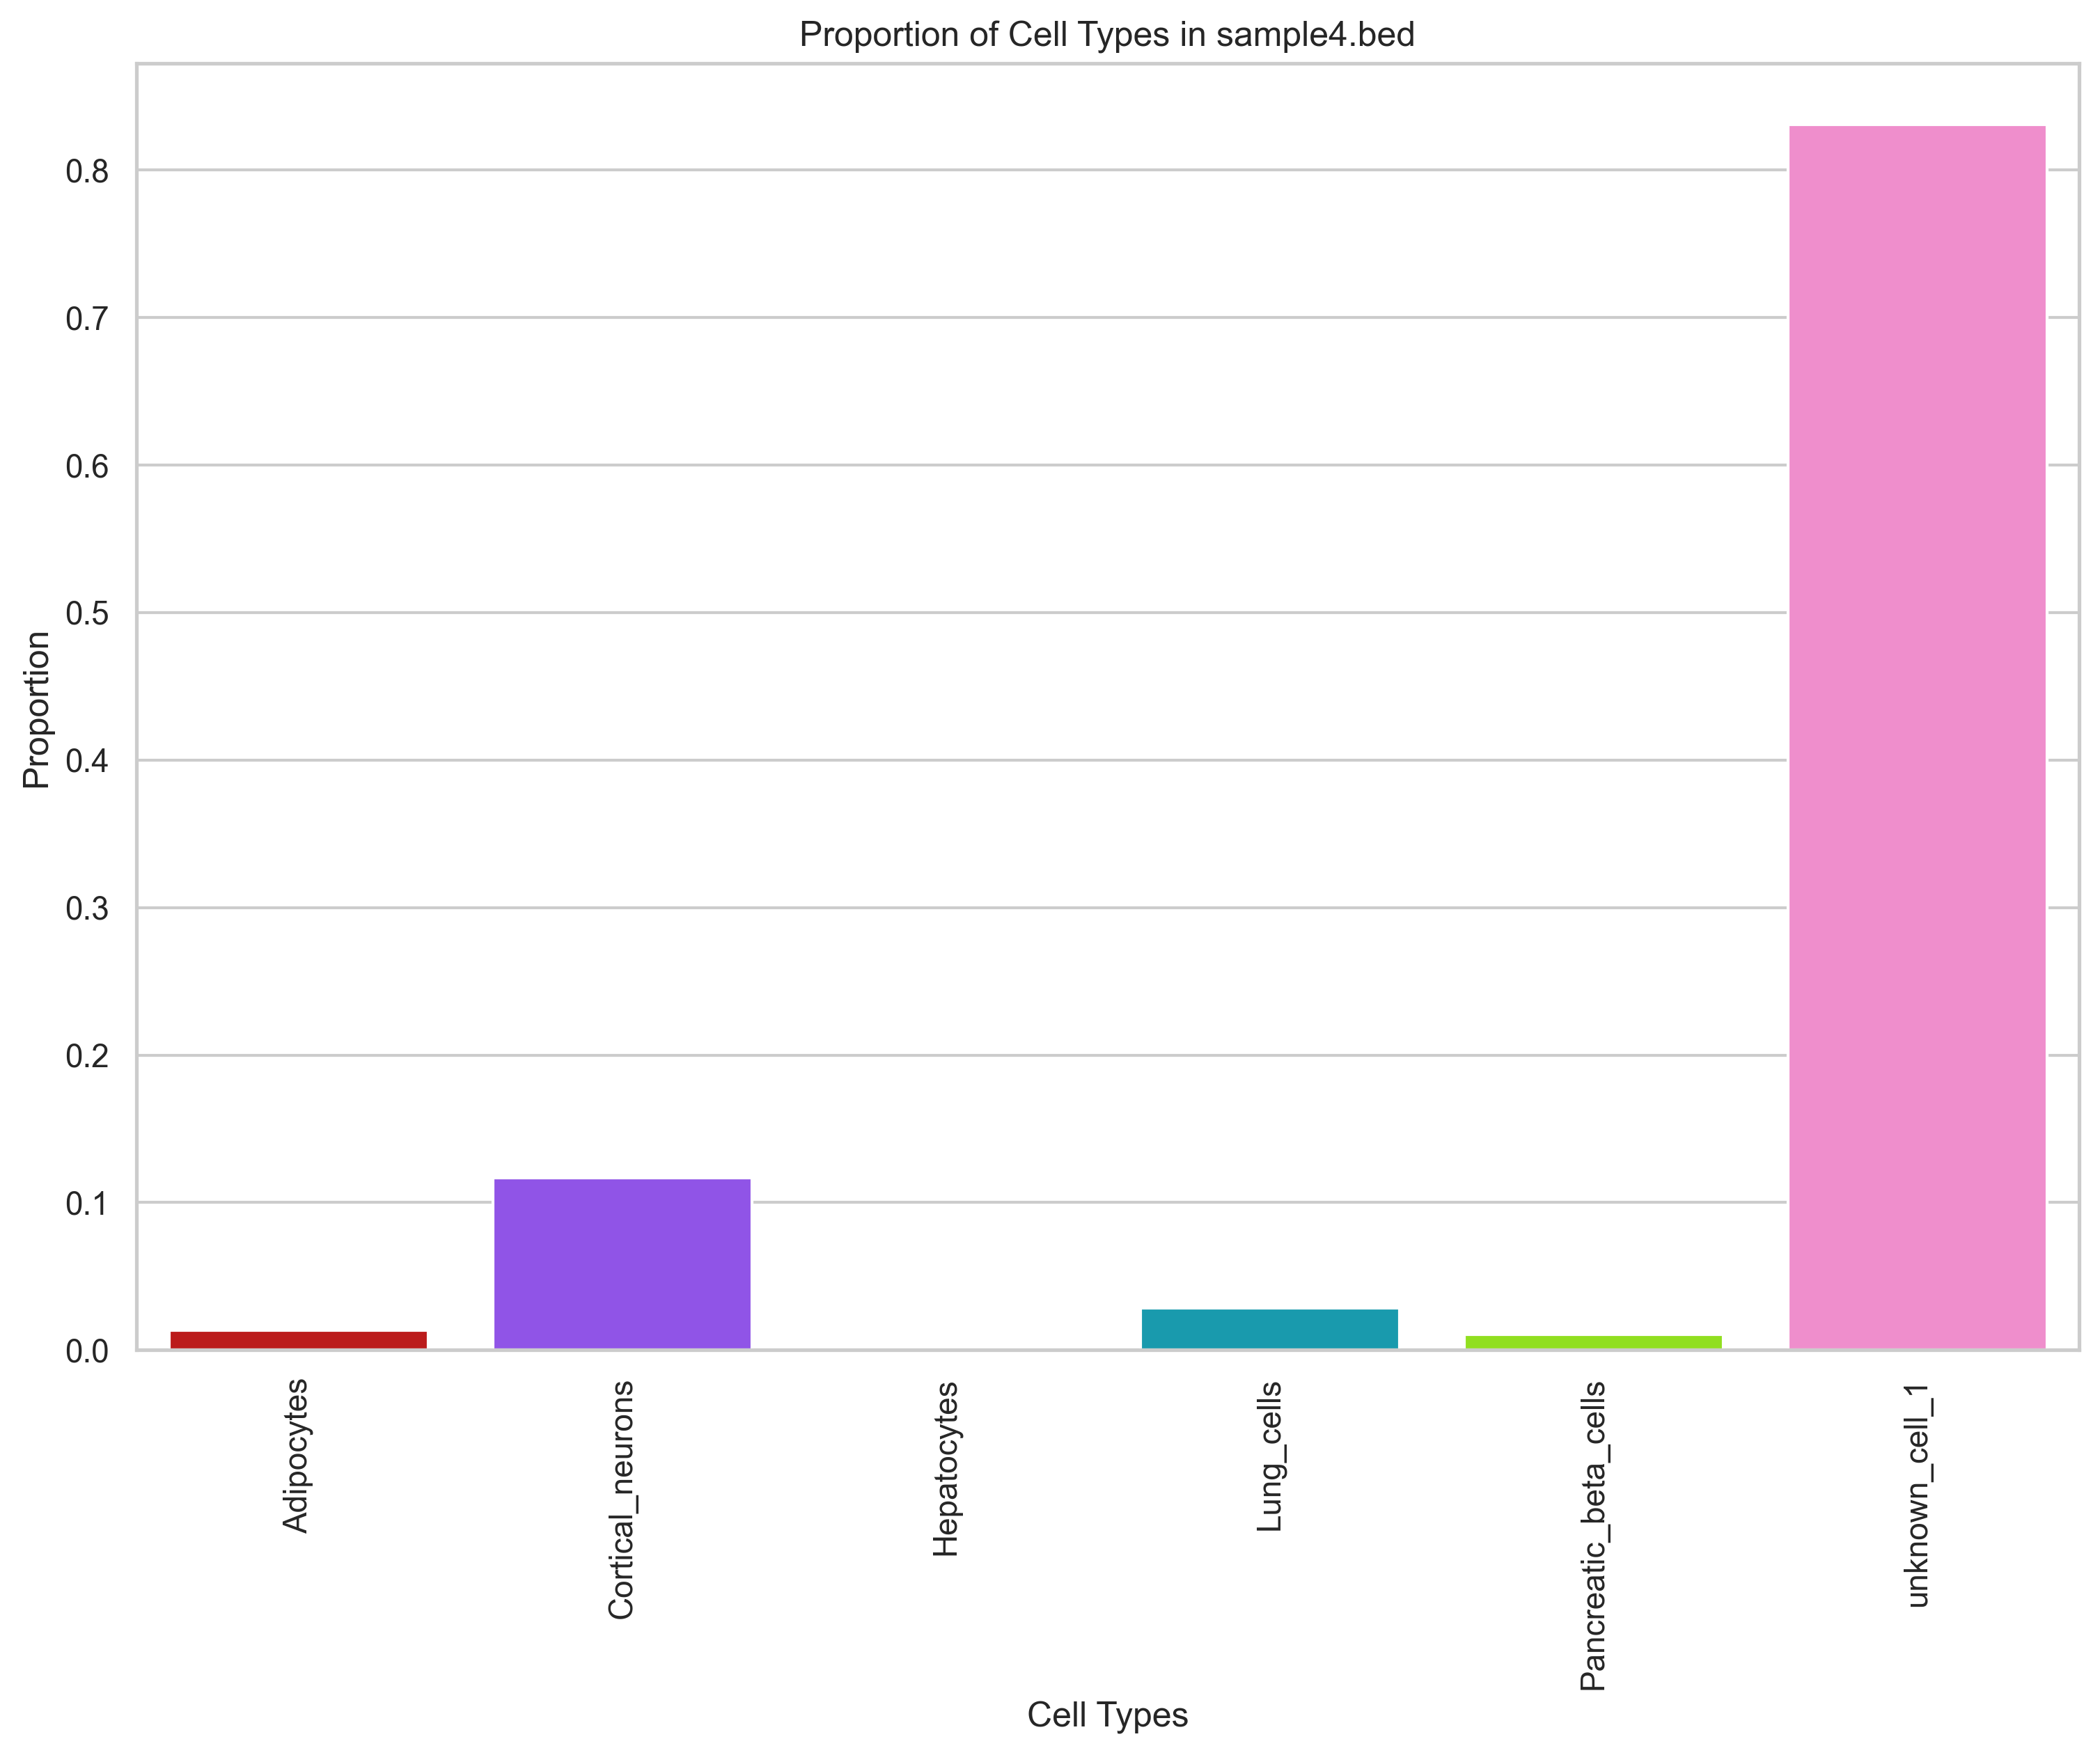 Proportion of Cell Types in sample4.bed
Proportion
0.8
0.7
0.6
0.5
0.4
0.3
0.2
0.1
0.0
Adipocytes
Cortical_neurons
Hepatocytes
Lung_cells
Pancreatic_beta_cells
unknown_cell_1
Cell Types